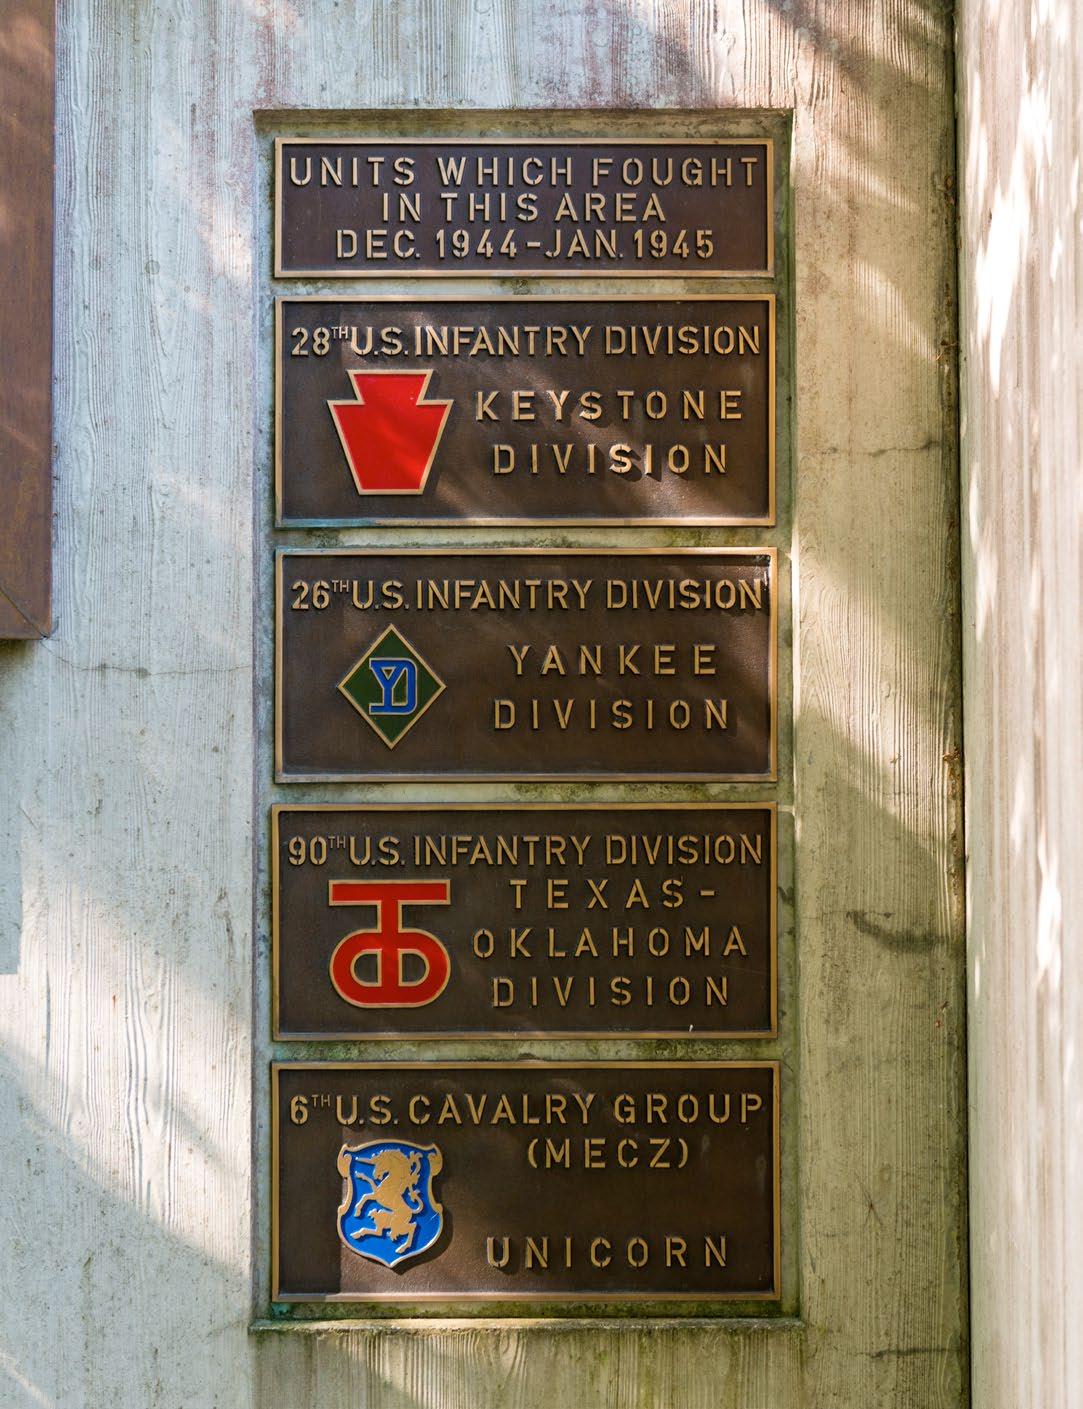 UNITS WHICH FOUGHT
IN THIS AREA
DEC. 1944-JAN. 1945
28TH U.S. INFANTRY DIVISION
KEYSTONE
DIVISION
26TH U.S. INFANTRY DIVISION
YD
YANKEE
DIVISION
90TH U.S. INFANTRY DIVISION
TO
TEXAS-
OKLAHOMA
DIVISION
6TH U.S. CAVALRY GROUP
(MECZ)
UNICORN